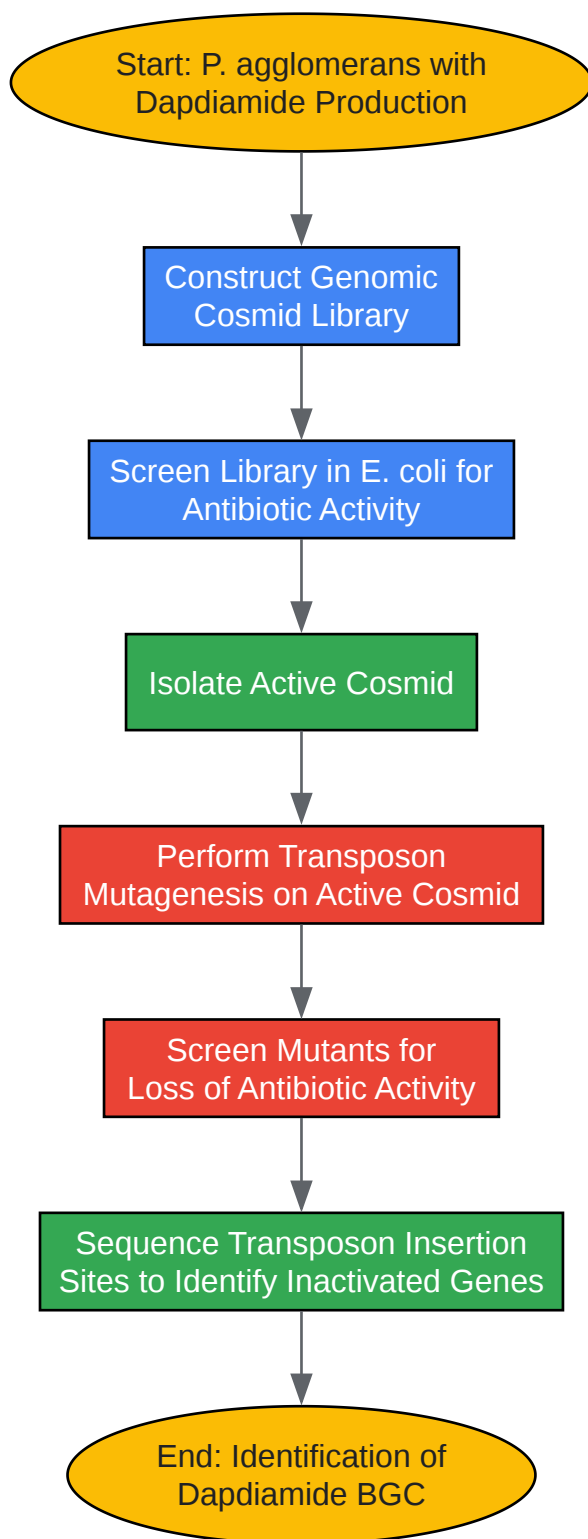 Start: P. agglomerans with
Dapdiamide Production
Construct Genomic
Cosmid Library
Screen Library in E. coli for
Antibiotic Activity
Isolate Active Cosmid
Perform Transposon
Mutagenesis on Active Cosmid
Screen Mutants for
Loss of Antibiotic Activity
Sequence Transposon Insertion
Sites to Identify Inactivated Genes
End: Identification of
Dapdiamide BGC